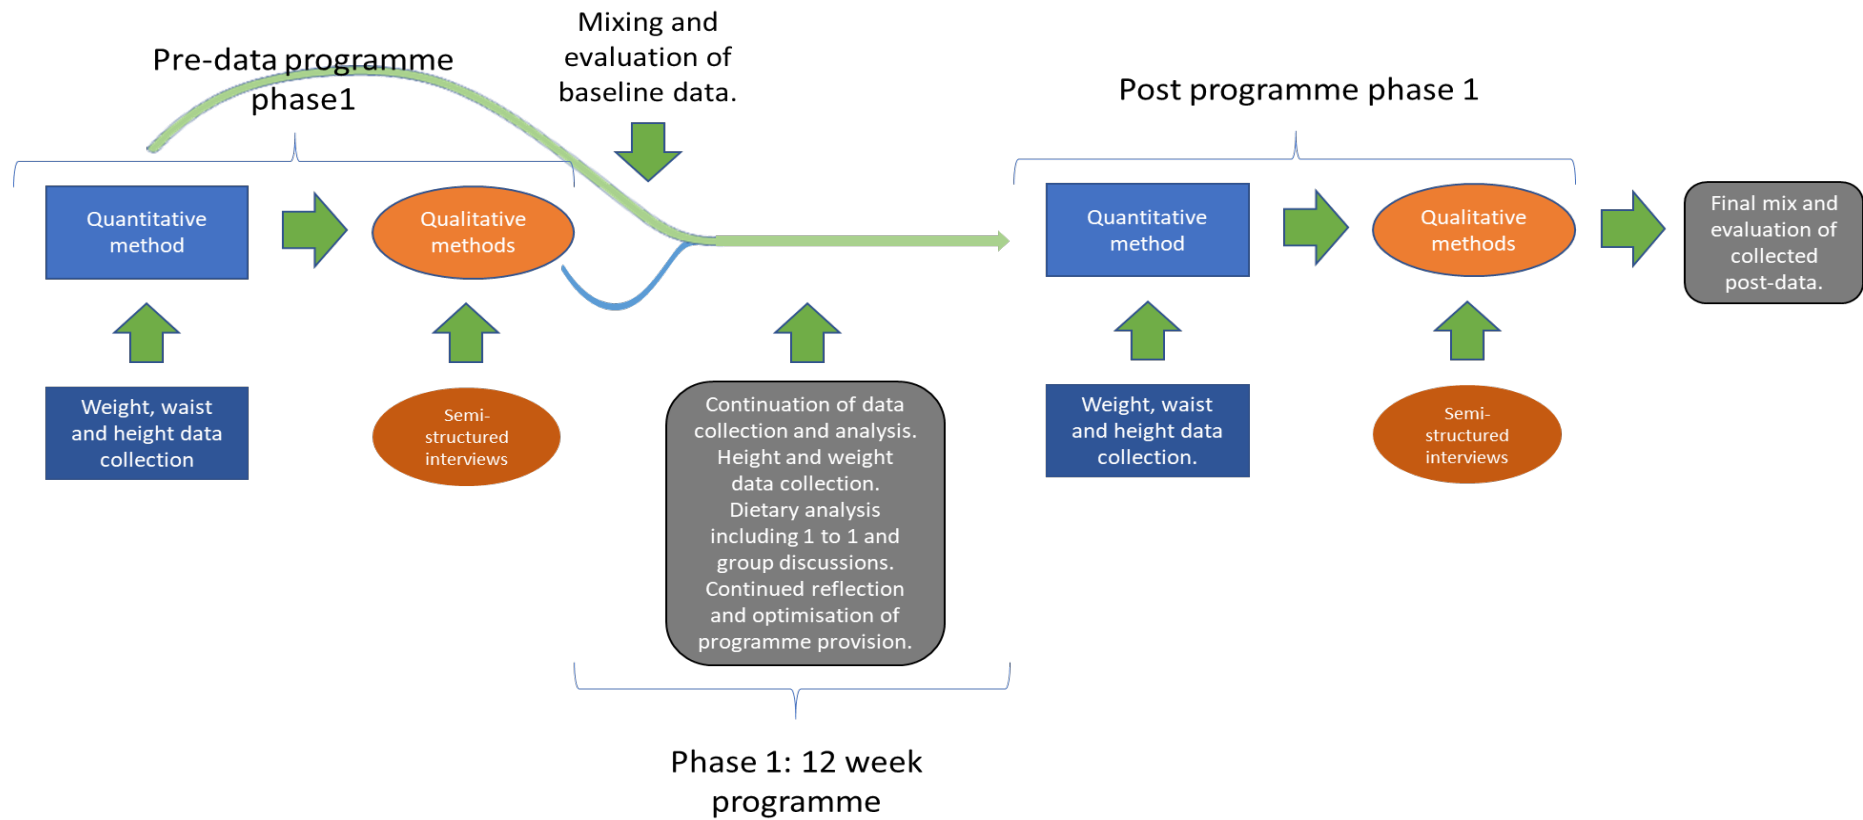 Pre-data programme
phase1
Mixing and
evaluation of
baseline data.
Post programme phase 1
Quantitative
method
Qualitative
methods
Quantitative
method
Qualitative
methods
Final mix and
evaluation of
collected
post-data.
Weight, waist
and height data
collection
Semi-
structured
interviews
Continuation of data
collection and analysis.
Height and weight
data collection.
Dietary analysis
including 1 to 1 and
group discussions.
Continued reflection
and optimisation of
programme provision.
Weight, waist
and height data
collection.
Semi-
structured
interviews
Phase 1: 12 week
programme